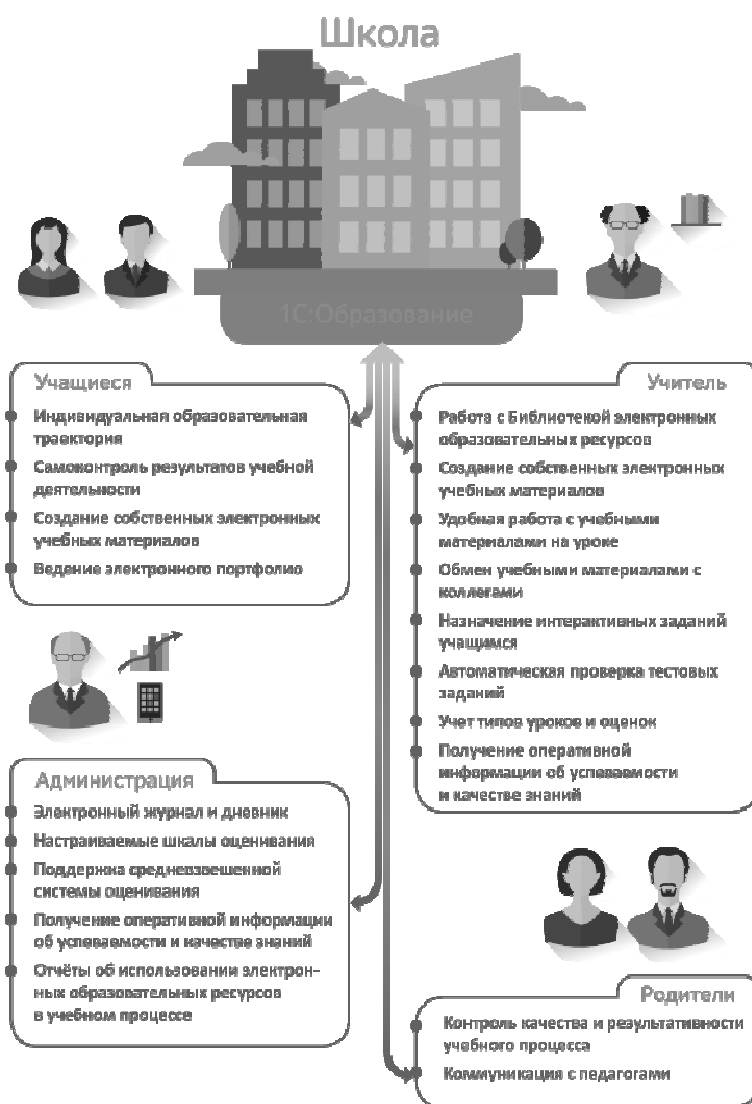 Школа
1С:Образование
Учащиеся
Индивидуальная образовательная
траектория
Самоконтроль результатов учебной
деятельности
Создание собственных электронных
учебных материалов
Ведение электронного портфолио
Учитель
Работа с Библиотекой электронных
образовательных ресурсов
Создание собственных электронных
учебных материалов
Удобная работа с учебными
материалами на уроке
Обмен учебными материалами с
коллегами
Назначение интерактивных заданий
учащимся
Автоматическая проверка тестовых
заданий
Учет типов уроков и оценок
Получение оперативной
информации об успеваемости
и качестве знаний
Администрация
Электронный журнал и дневник
Настраиваемые шкалы оценивания
Поддержка средневзвешенной
системы оценивания
Получение оперативной информации
об успеваемости и качестве знаний
Отчёты об использовании электрон-
ных образовательных ресурсов
в учебном процессе
Родители
Контроль качества и результативности
учебного процесса
Коммуникация с педагогами